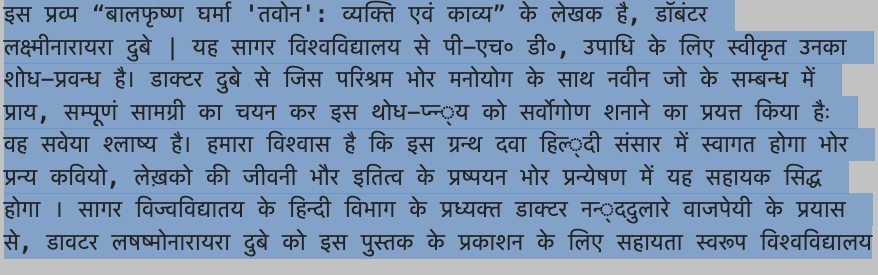 इस प्रव्म “बालफृष्ण घर्मा 'तवोन': व्यक्ति एवं काव्य” के लेखक है, डॉबंटर
लक्ष्मीनारायरा दुबे | यह सागर विश्वविद्यालय से पी–एच० डी०, उपाधि के लिए स्वीकृत उनका
शोध–प्रवन्ध है। डाक्टर दुबे से जिस परिश्रम भोर मनोयोग के साथ नवीन जो के सम्बन्ध में
प्राय, सम्पूणं सामग्री का चयन कर इस थोध–प्न्‍्य को सर्वोगोण शनाने का प्रयत्त किया हैः
वह सवेया श्लाष्य है। हमारा विश्वास है कि इस ग्रन्थ दवा हिल्‍्दी संसार में स्वागत होगा भोर
प्रन्य कवियो, लेख़को की जीवनी भौर इतित्व के प्रष्पयन भोर प्रन्येषण में यह सहायक सिद्ध
होगा । सागर विज्वविद्यातय के हिन्दी विभाग के प्रध्यक्त डाक्टर नन्‍्ददुलारे वाजपेयी के प्रयास
से, डावटर लषष्मोनारायरा दुबे को इस पुस्तक के प्रकाशन के लिए सहायता स्वरूप विश्वविद्यालय